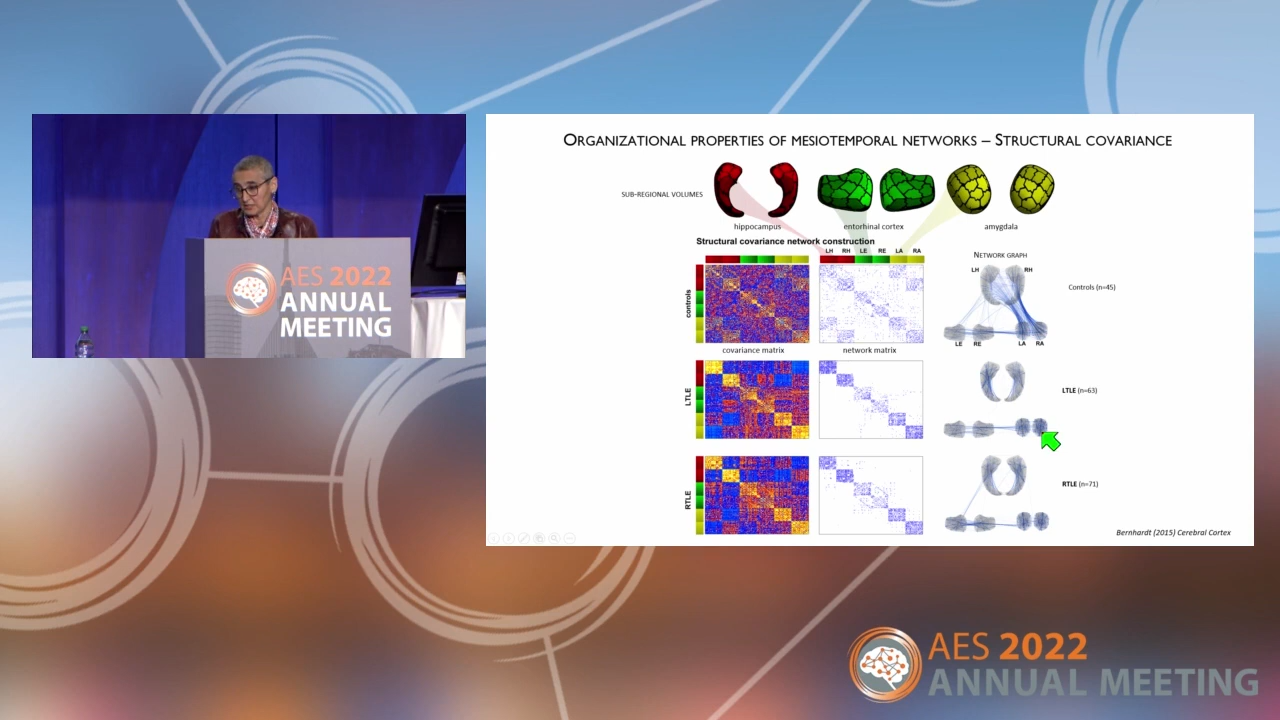 AES 2022
ANNUAL
MEETING
ORGANIZATIONAL PROPERTIES OF MESIOTEMPORAL NETWORKS – STRUCTURAL COVARIANCE
SUB-REGIONAL VOLUMES
hippocampus
entorhinal cortex
amygdala
Structural covariance network construction
LH RH LE RE LA RA
NETWORK GRAPH
LH RH
controls
Controls (n=45)
LE RE LA RA
covariance matrix
network matrix
LTLE
LTLE (n=63)
RTLE
RTLE (n=71)
Bernhardt (2015) Cerebral Cortex
AES 2022
ANNUAL MEETING